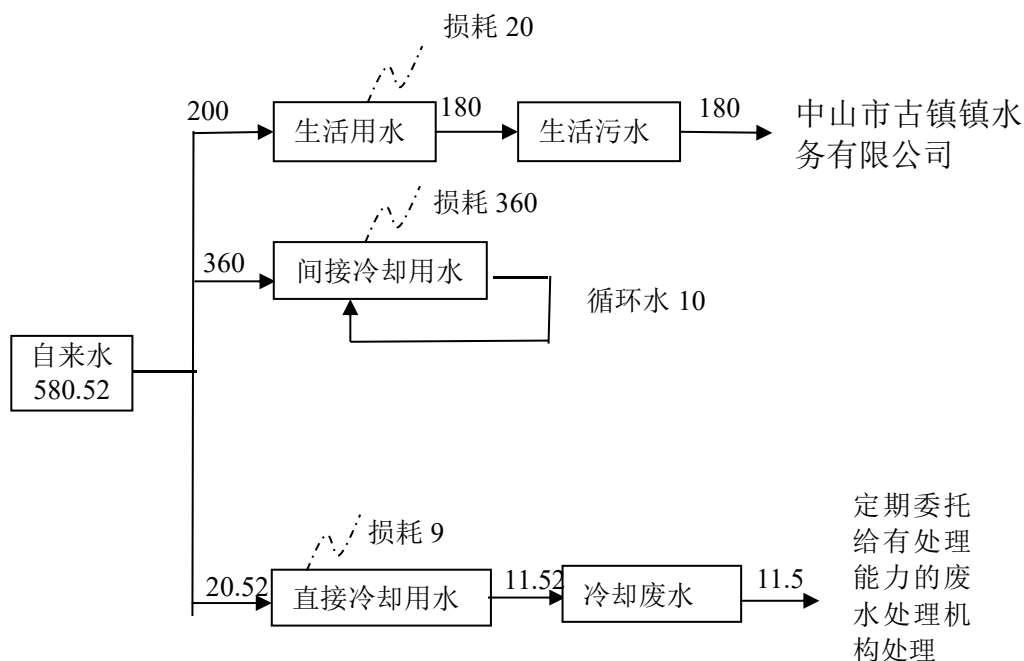 损耗 20
200
生活用水
180
生活污水
180
中山市古镇镇水
务有限公司
损耗 360
360
间接冷却用水
循环水 10
自来水
580.52
损耗 9
20.52
直接冷却用水
11.52
冷却废水
11.5
定期委托
给有处理
能力的废
水处理机
构处理